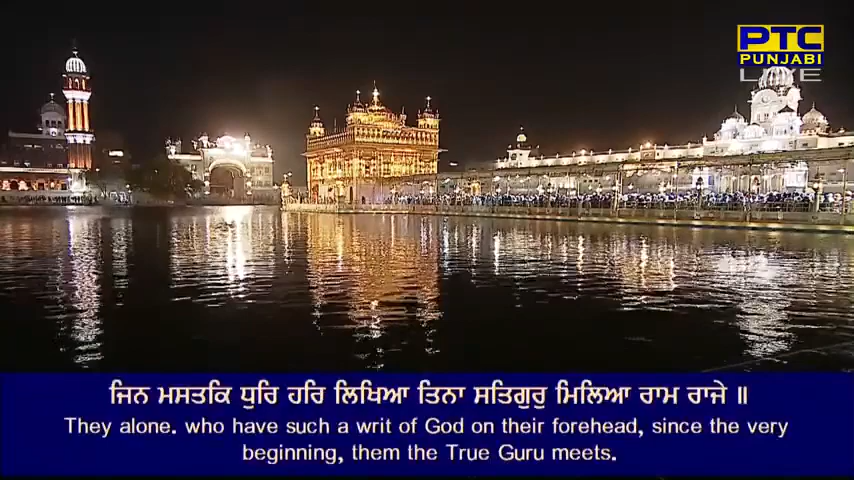 PTC
PUNJABI
LIVE
ਜਿਨ ਮਸਤਕਿ ਧੁਰਿ ਹਰਿ ਲਿਖਿਆ ਤਿਨਾ ਸਤਿਗੁਰੁ ਮਿਲਿਆ ਰਾਮ ਰਾਜੇ ॥
They alone. who have such a writ of God on their forehead, since the very
beginning, them the True Guru meets.